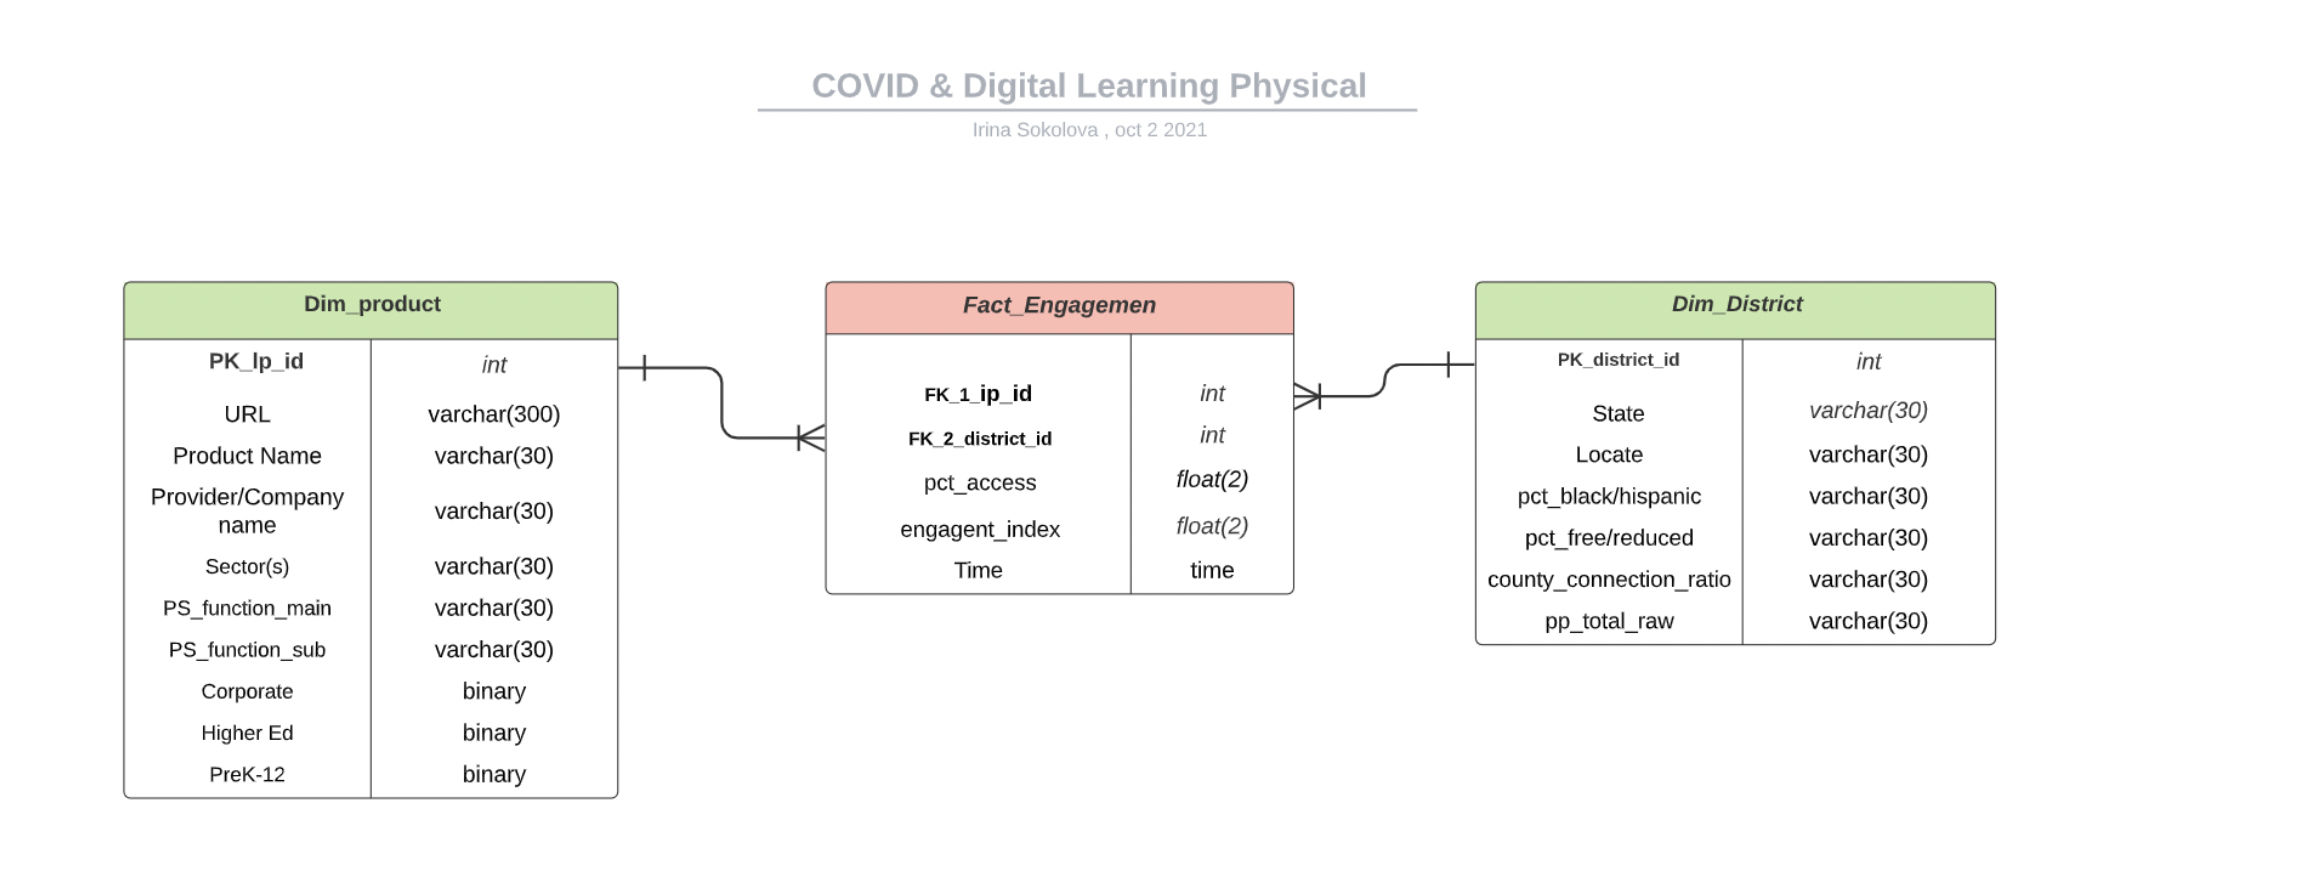 COVID & Digital Learning Physical
Irina Sokolova , oct 2 2021
Dim_product
PK_lp_id int
URL varchar(300)
Product Name varchar(30)
Provider/Company
name varchar(30)
Sector(s) varchar(30)
PS_function_main varchar(30)
PS_function_sub varchar(30)
Corporate binary
Higher Ed binary
PreK-12 binary
Fact_Engagemen
FK_1_ip_id int
FK_2_district_id int
pct_access float(2)
engagent_index float(2)
Time time
Dim_District
PK_district_id int
State varchar(30)
Locate varchar(30)
pct_black/hispanic varchar(30)
pct_free/reduced varchar(30)
county_connection_ratio varchar(30)
pp_total_raw varchar(30)